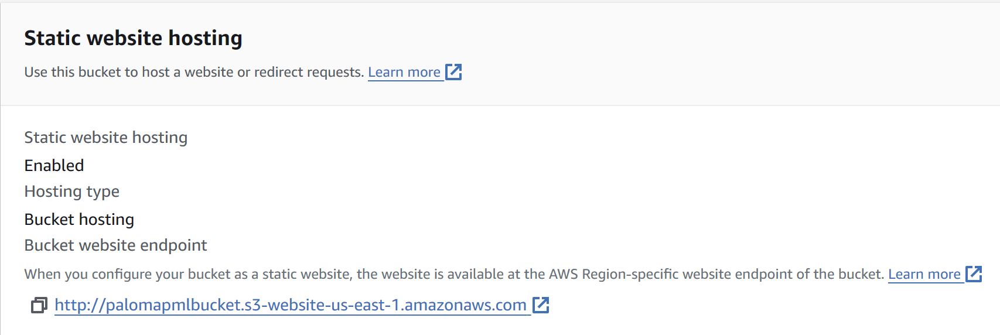 Static website hosting
Use this bucket to host a website or redirect requests. Learn more
Static website hosting
Enabled
Hosting type
Bucket hosting
Bucket website endpoint
When you configure your bucket as a static website, the website is available at the AWS Region-specific website endpoint of the bucket. Learn more
http://palomapmlbucket.s3-website-us-east-1.amazonaws.com